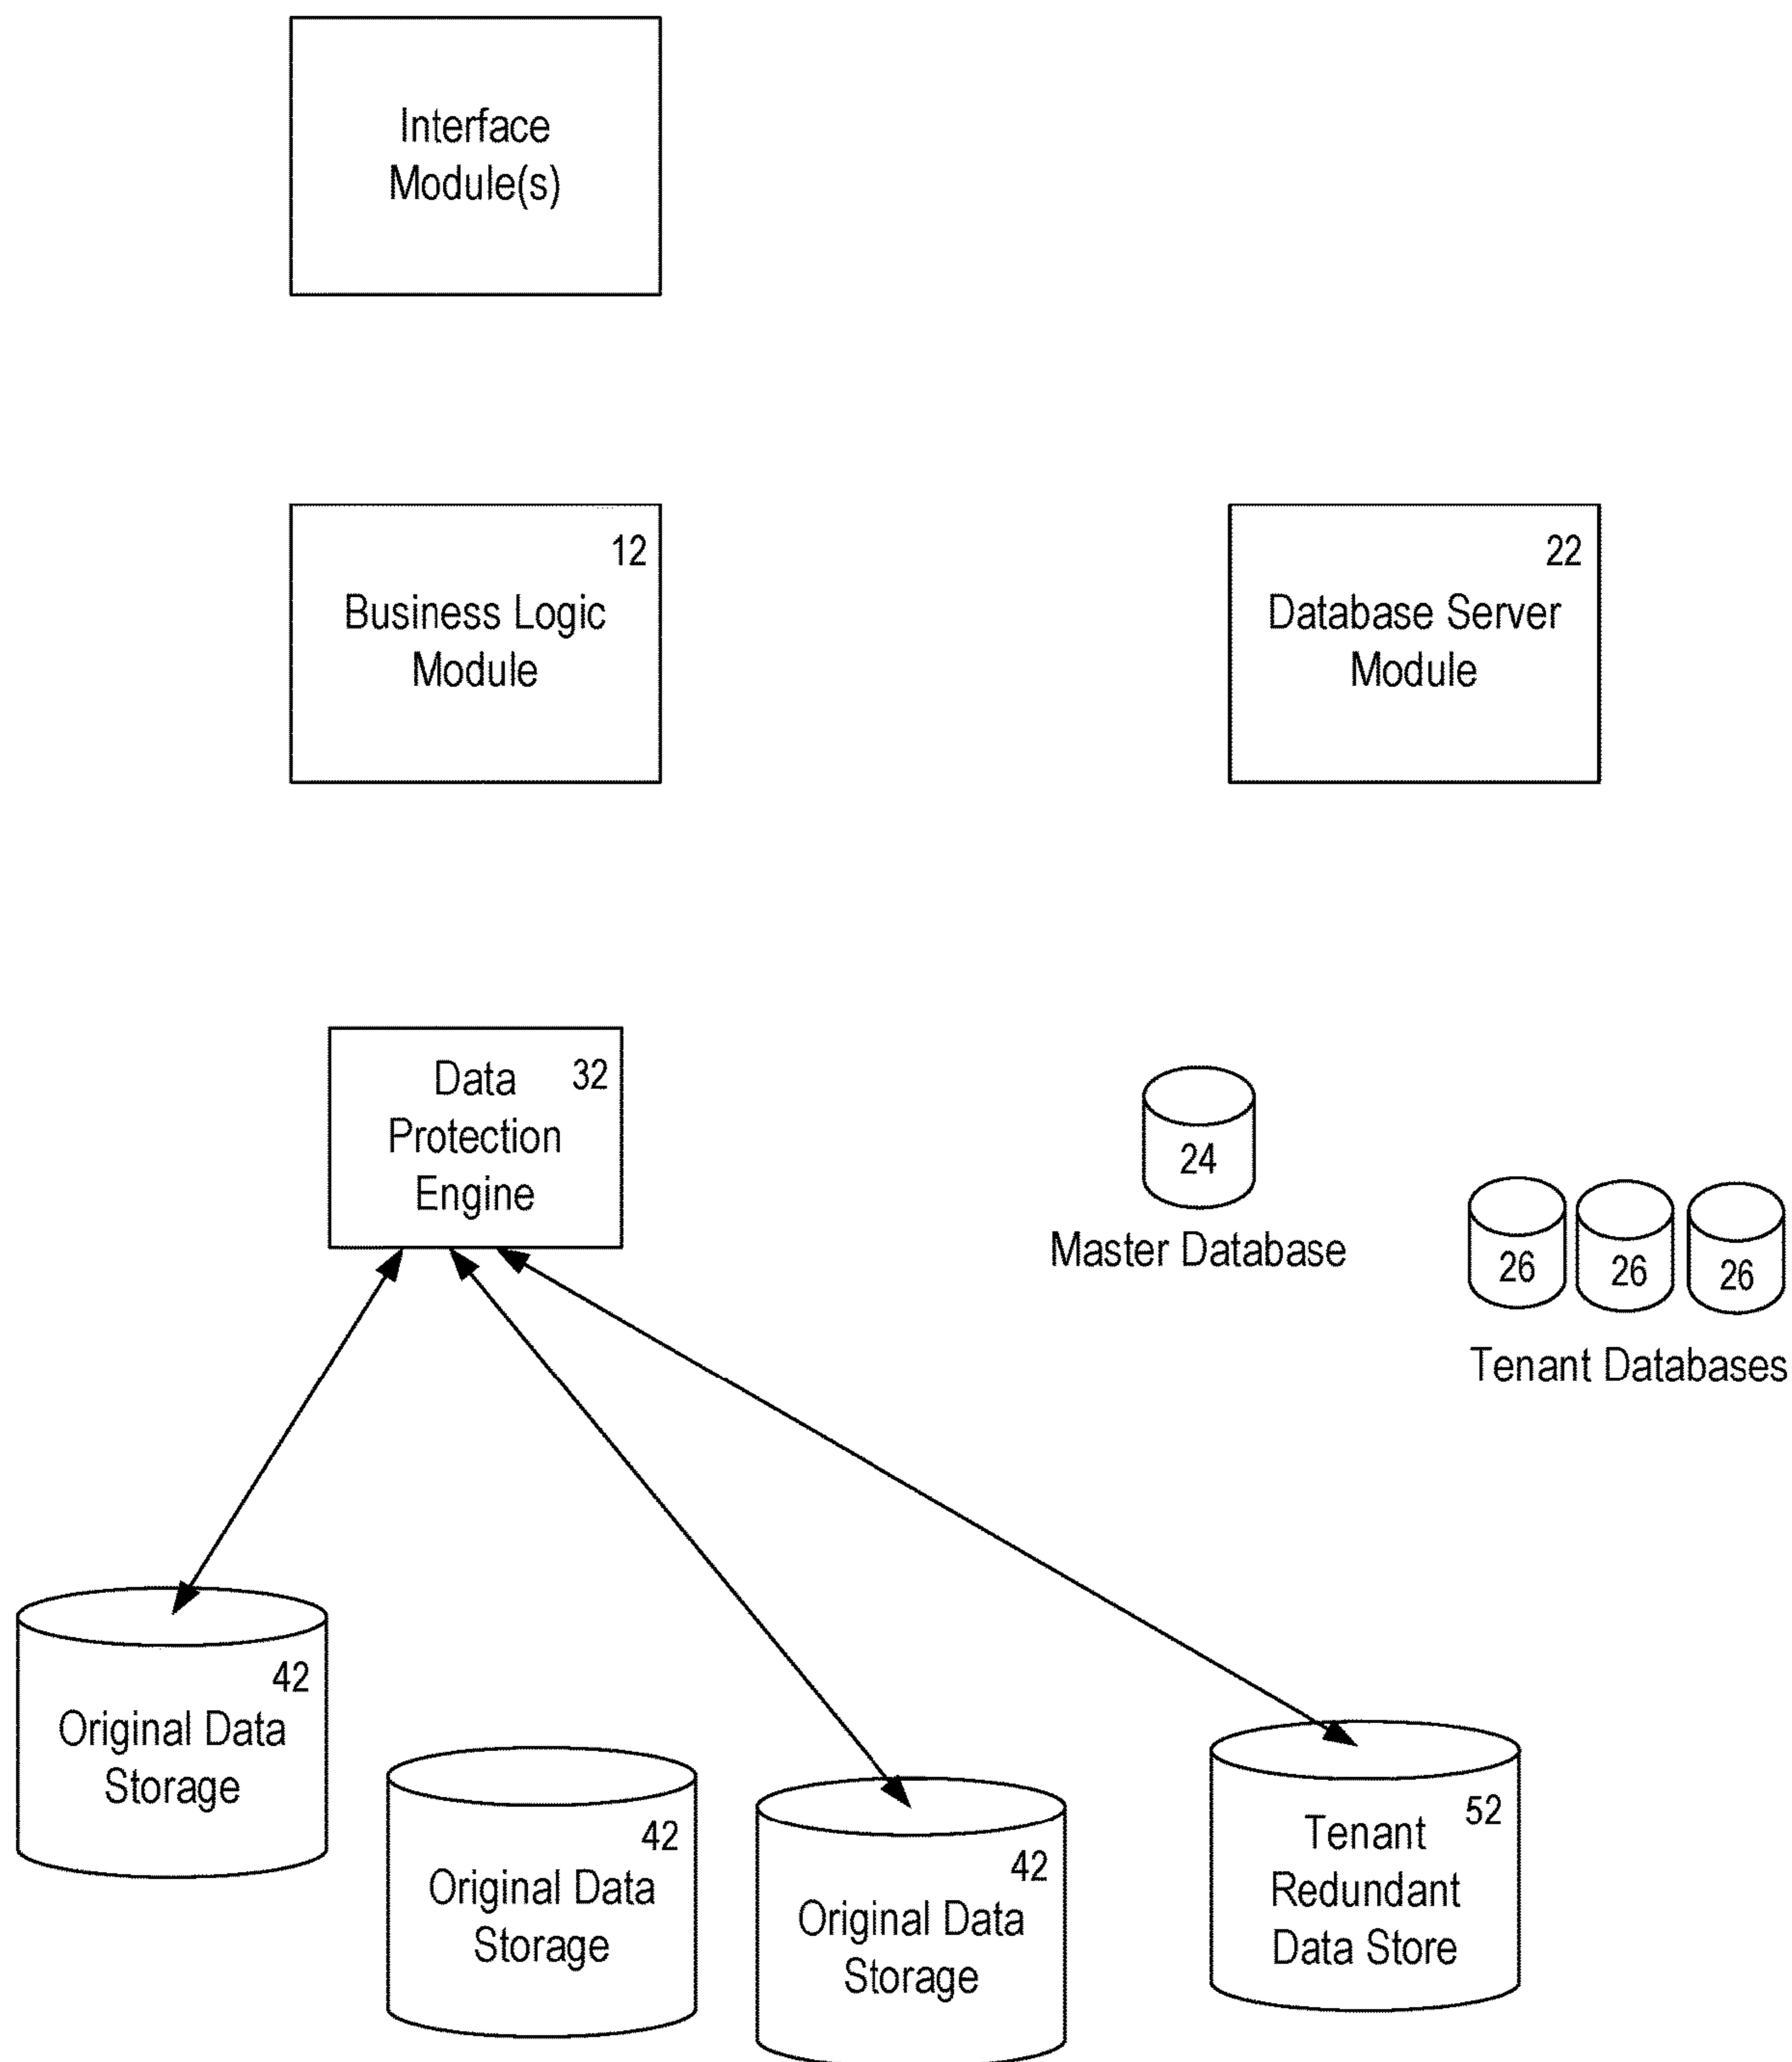 Interface
Module(s)
12
Business Logic
Module
22
Database Server
Module
32
Data
Protection
Engine
24
Master Database
26
26
26
Tenant Databases
42
Original Data
Storage
42
Original Data
Storage
42
Original Data
Storage
52
Tenant
Redundant
Data Store